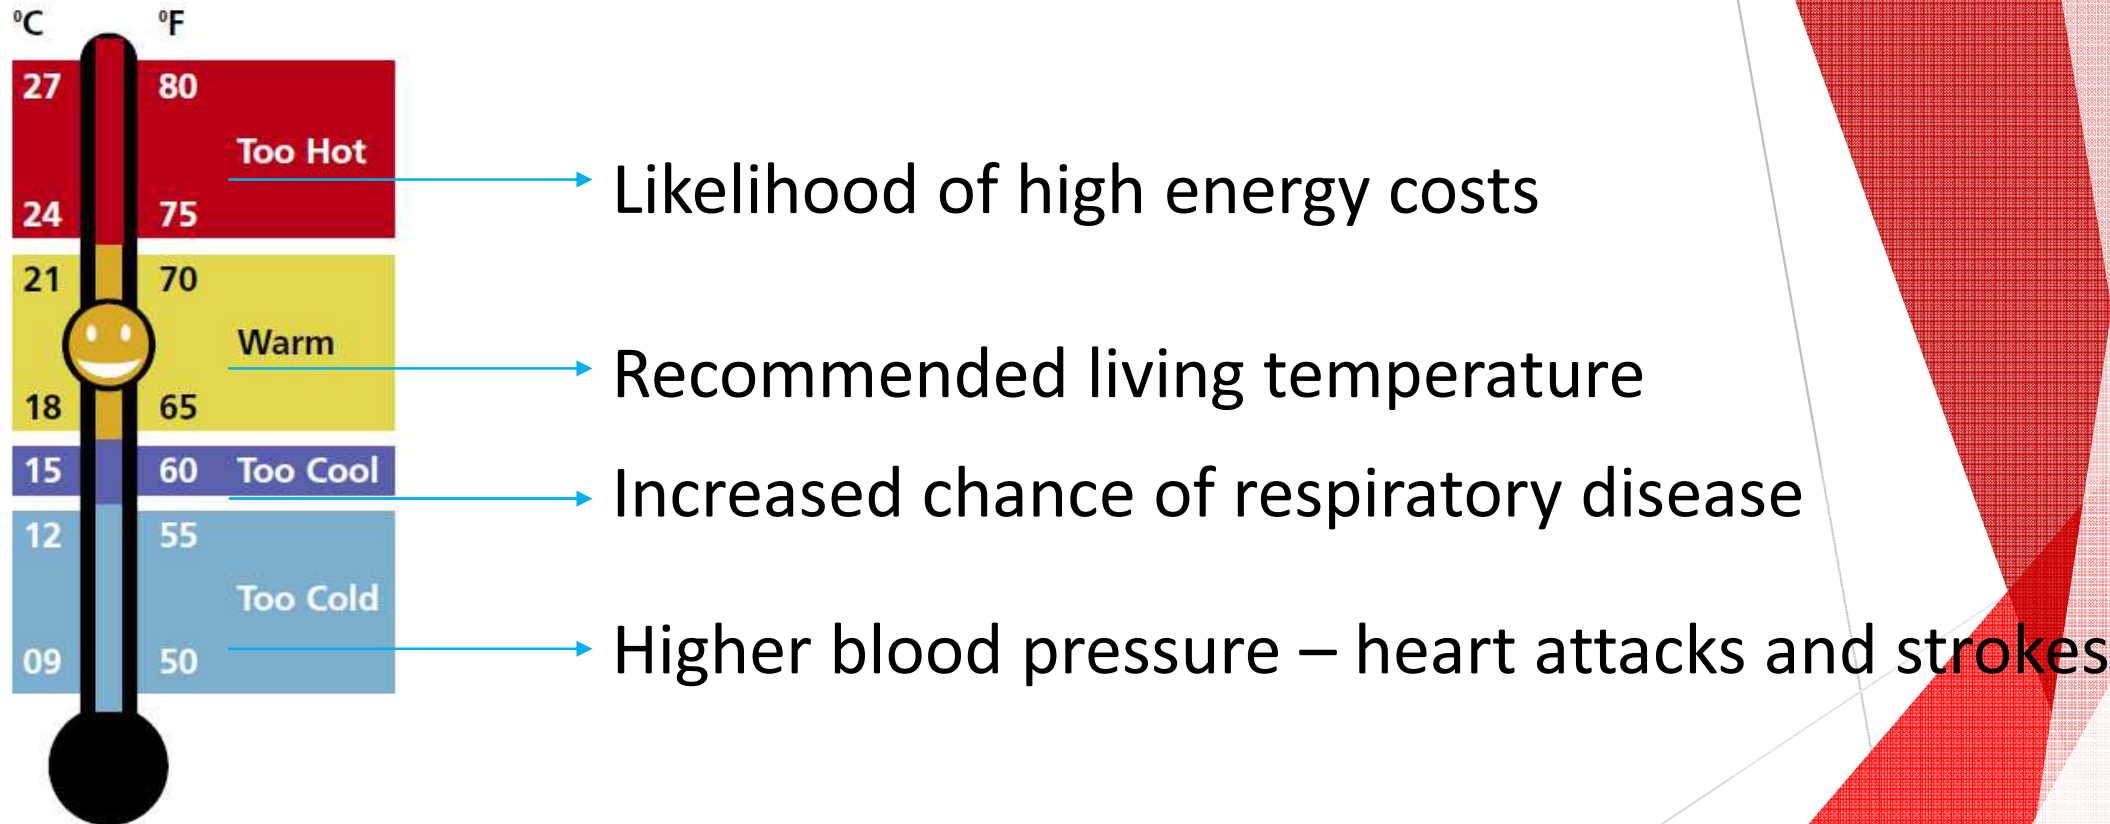 ⁰C ⁰F
27 80
Too Hot
Likelihood of high energy costs
24 75
21 70
Warm
Recommended living temperature
18 65
15 60 Too Cool
Increased chance of respiratory disease
12 55
Too Cold
09 50
Higher blood pressure – heart attacks and strokes